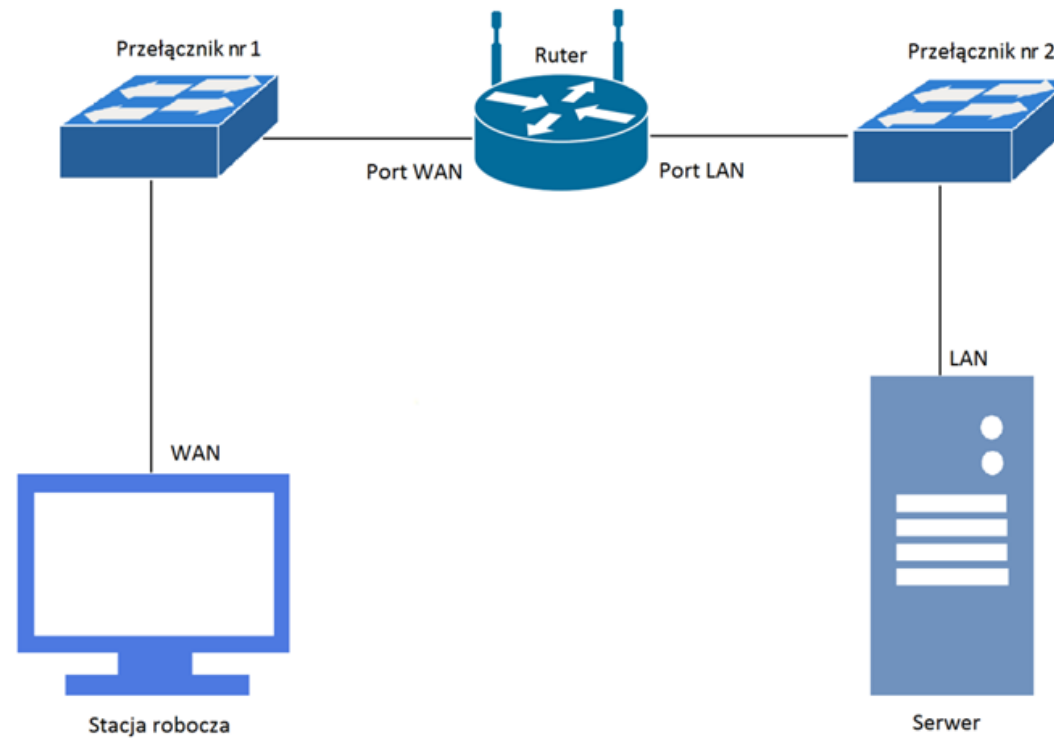 Przełącznik nr 1
Ruter
Przełącznik nr 2
Port WAN
Port LAN
LAN
WAN
Stacja robocza
Serwer